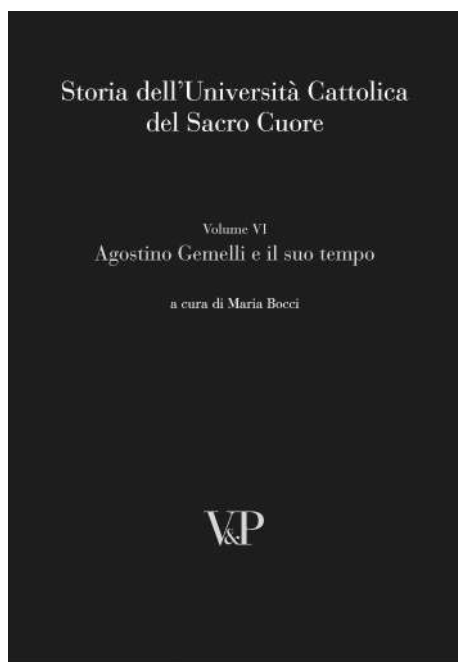 Storia dell'Università Cattolica
del Sacro Cuore
Volume VI
Agostino Gemelli e il suo tempo
a cura di Maria Bocci
V&P